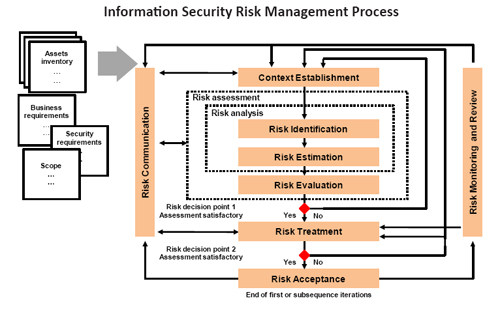 Information Security Risk Management Process
Assets
inventory
...
...
Business
requirements
...
Security
requirements
...
Scope
...
...
Risk Communication
Context Establishment
Risk assessment
Risk analysis
Risk Identification
Risk Estimation
Risk Evaluation
Risk decision point 1
Assessment satisfactory
Yes
No
Risk Treatment
Risk decision point 2
Assessment satisfactory
Yes
No
Risk Acceptance
End of first or subsequence iterations
Risk Monitoring and Review